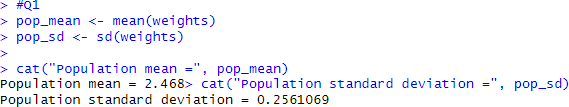 > #Q1
> pop_mean <- mean(weights)
> pop_sd <- sd(weights)
>
> cat("Population mean =", pop_mean)
Population mean = 2.468> cat("Population standard deviation =", pop_sd)
Population standard deviation = 0.2561069